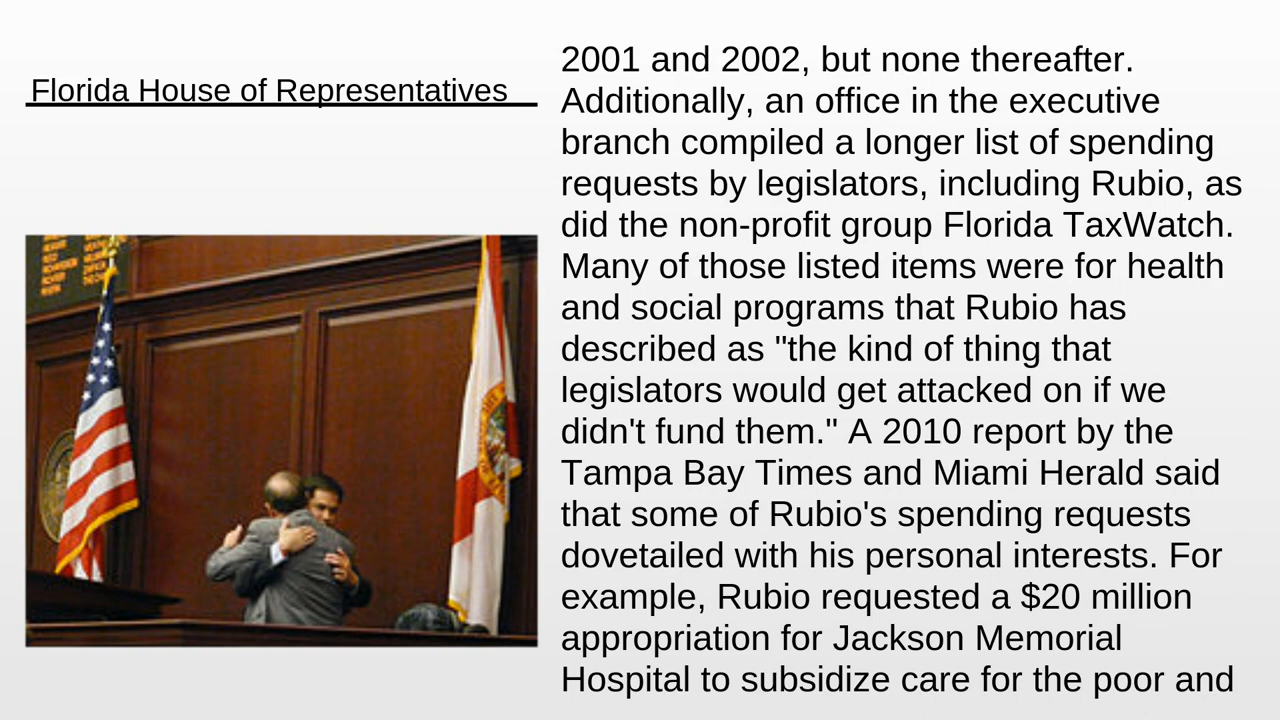 Florida House of Representatives
2001 and 2002, but none thereafter.
Additionally, an office in the executive
branch compiled a longer list of spending
requests by legislators, including Rubio, as
did the non-profit group Florida TaxWatch.
Many of those listed items were for health
and social programs that Rubio has
described as "the kind of thing that
legislators would get attacked on if we
didn't fund them." A 2010 report by the
Tampa Bay Times and Miami Herald said
that some of Rubio's spending requests
dovetailed with his personal interests. For
example, Rubio requested a $20 million
appropriation for Jackson Memorial
Hospital to subsidize care for the poor and